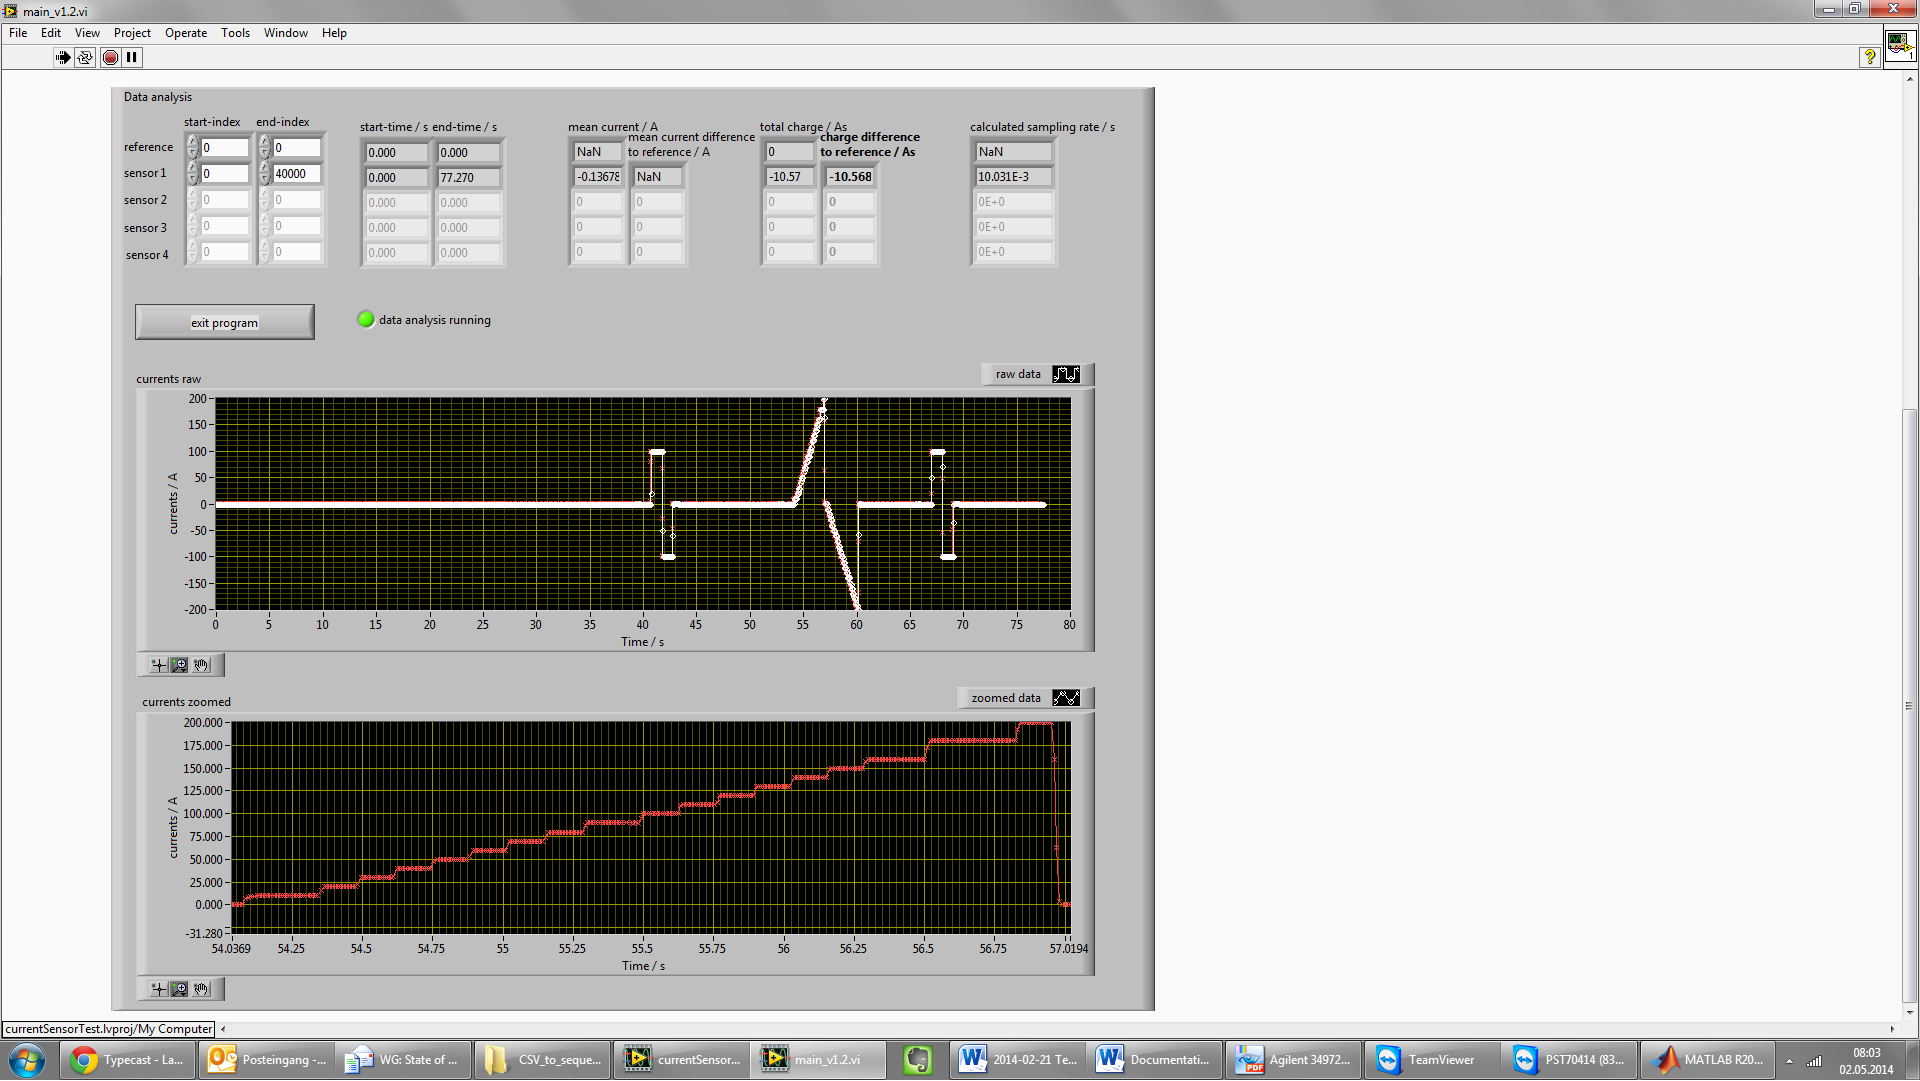 main_v1.2.vi
File Edit View Project Operate Tools Window Help
1
Data analysis
start-index end-index
start-time / s end-time / s
mean current / A
mean current difference
to reference / A
total charge / As
charge difference
to reference / As
calculated sampling rate / s
reference 0 0 0.000 0.000 NaN 0 NaN
sensor 1 0 40000 0.000 77.270 -0.13678 NaN -10.57 -10.568 10.031E-3
sensor 2 0 0 0.000 0.000 0 0 0 0 0E+0
sensor 3 0 0 0.000 0.000 0 0 0 0 0E+0
sensor 4 0 0 0.000 0.000 0 0 0 0 0E+0
exit program
data analysis running
currents raw
raw data
currents / A
200
150
100
50
0
-50
-100
-150
-200
0 5 10 15 20 25 30 35 40 45 50 55 60 65 70 75 80
Time / s
currents zoomed
zoomed data
currents / A
200.000
175.000
150.000
125.000
100.000
75.000
50.000
25.000
0.000
-31.280
54.0369 54.25 54.5 54.75 55 55.25 55.5 55.75 56 56.25 56.5 56.75 57.0194
Time / s
currentSensorTest.lvproj/My Computer
Typecast - La...
Posteingang -...
WG: State of ...
CSV_to_seque...
currentSensor...
main_v1.2.vi
2014-02-21 Te...
Documentati...
Agilent 34972...
TeamViewer
PST70414 (83...
MATLAB R20...
08:03
02.05.2014